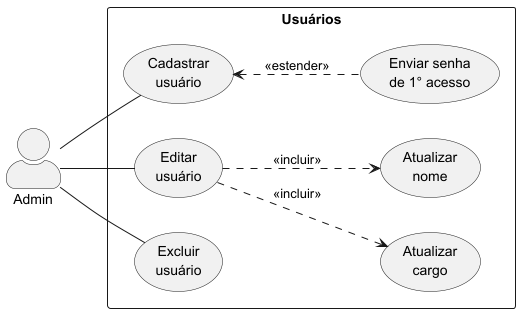 Usuários
Cadastrar
usuário
«estender»
Enviar senha
de 1° acesso
Admin
Editar
usuário
«incluir»
Atualizar
nome
«incluir»
Excluir
usuário
Atualizar
cargo